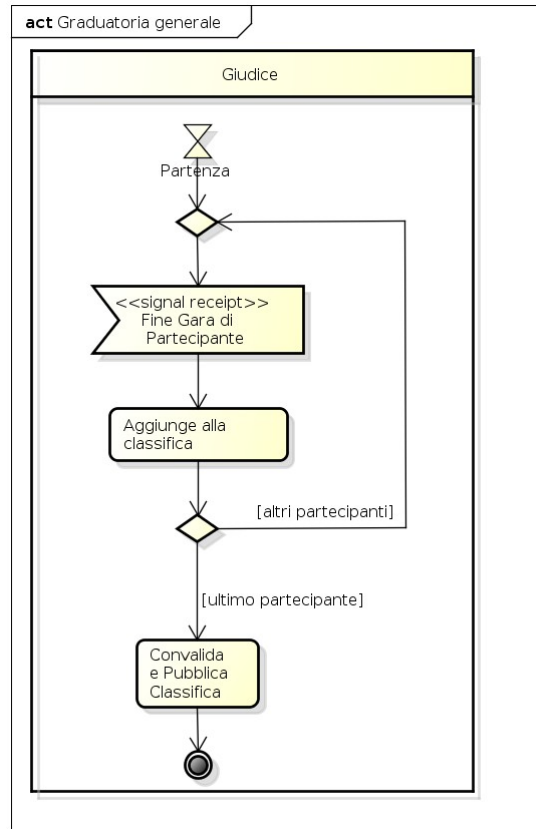 act Graduatoria generale
Giudice
Partenza
<<signal receipt>>
Fine Gara di
Partecipante
Aggiunge alla
classifica
[altri partecipanti]
[ultimo partecipante]
Convalida
e Pubblica
Classifica